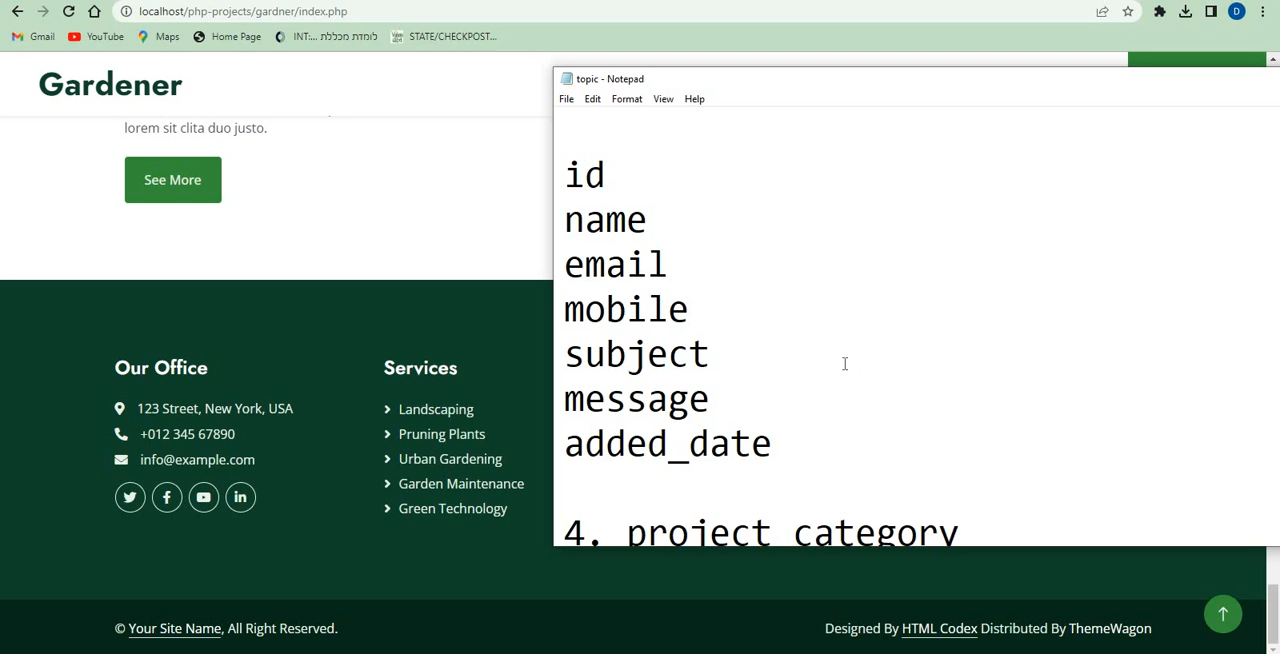 localhost/php-projects/gardner/index.php
D
Gmail
YouTube
Maps
Home Page
INT:... לומדת מכללת
STATE/CHECKPOST...
Gardener
lorem sit clita duo justo.
See More
Our Office
123 Street, New York, USA
+012 345 67890
info@example.com
Services
Landscaping
Pruning Plants
Urban Gardening
Garden Maintenance
Green Technology
topic - Notepad
File Edit Format View Help
id
name
email
mobile
subject
message
added_date
4. project category
© Your Site Name, All Right Reserved.
Designed By HTML Codex Distributed By ThemeWagon